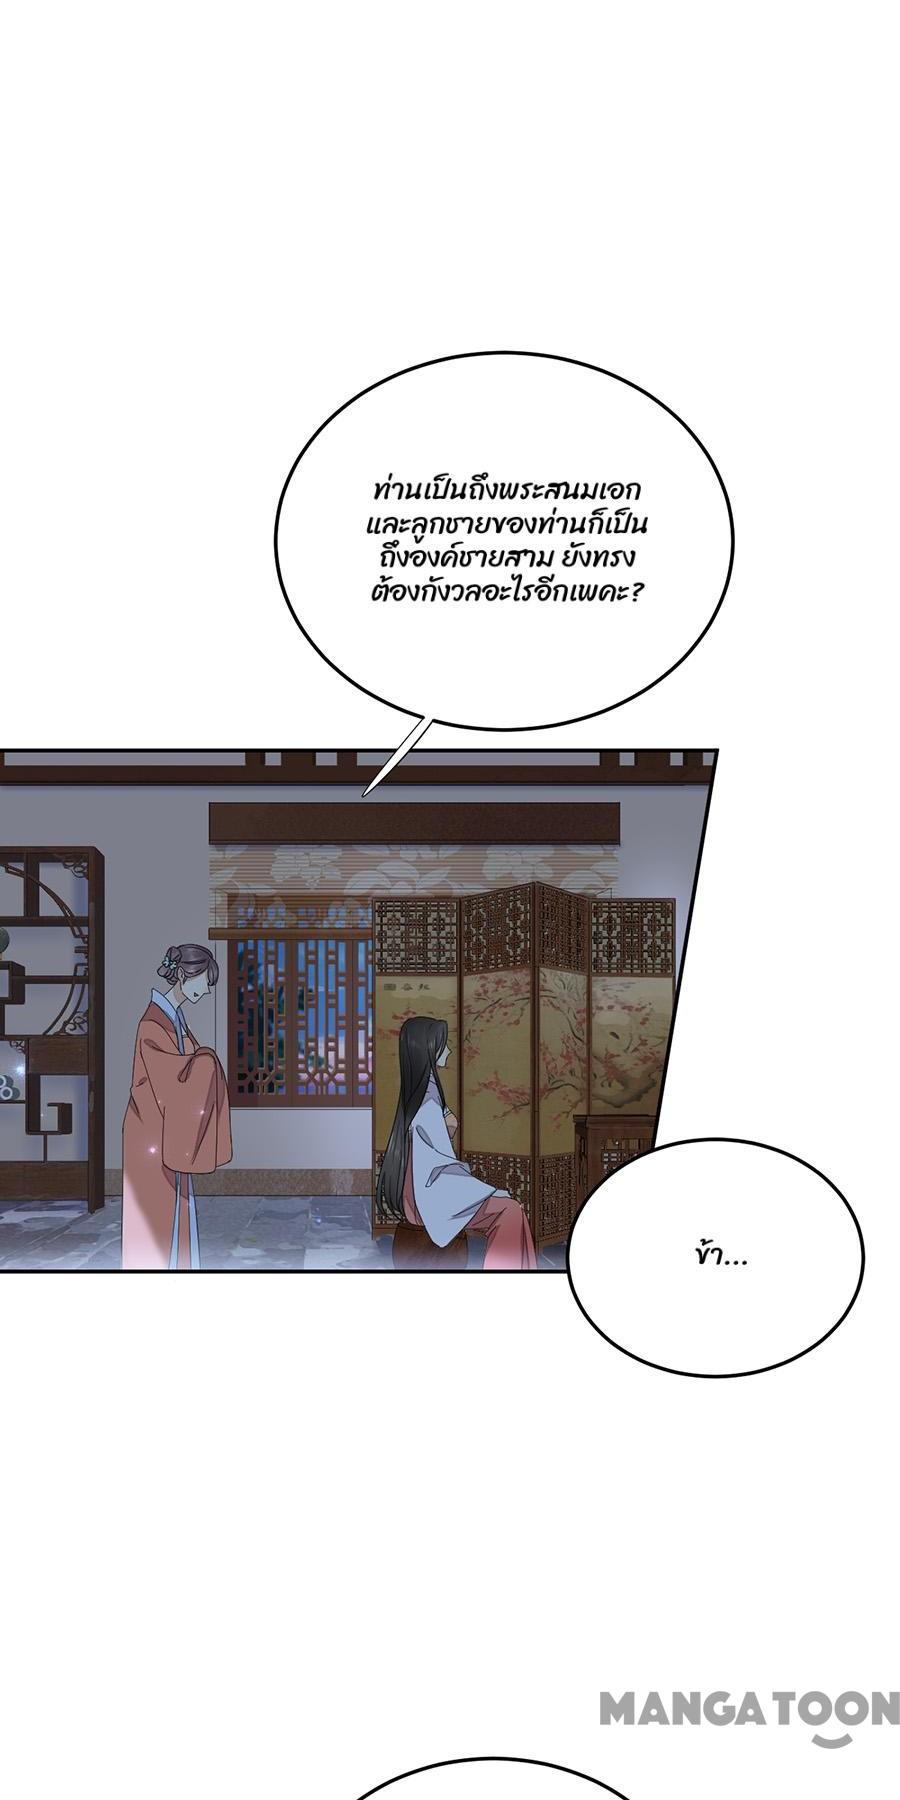 ท่านเป็นถึงพระสนมเอก
และลูกชายของท่านก็เป็น
ถึงองค์ชายสาม ยังทรง
ต้องกังวลอะไรอีกเพคะ?
ข้า...
MANGATOON